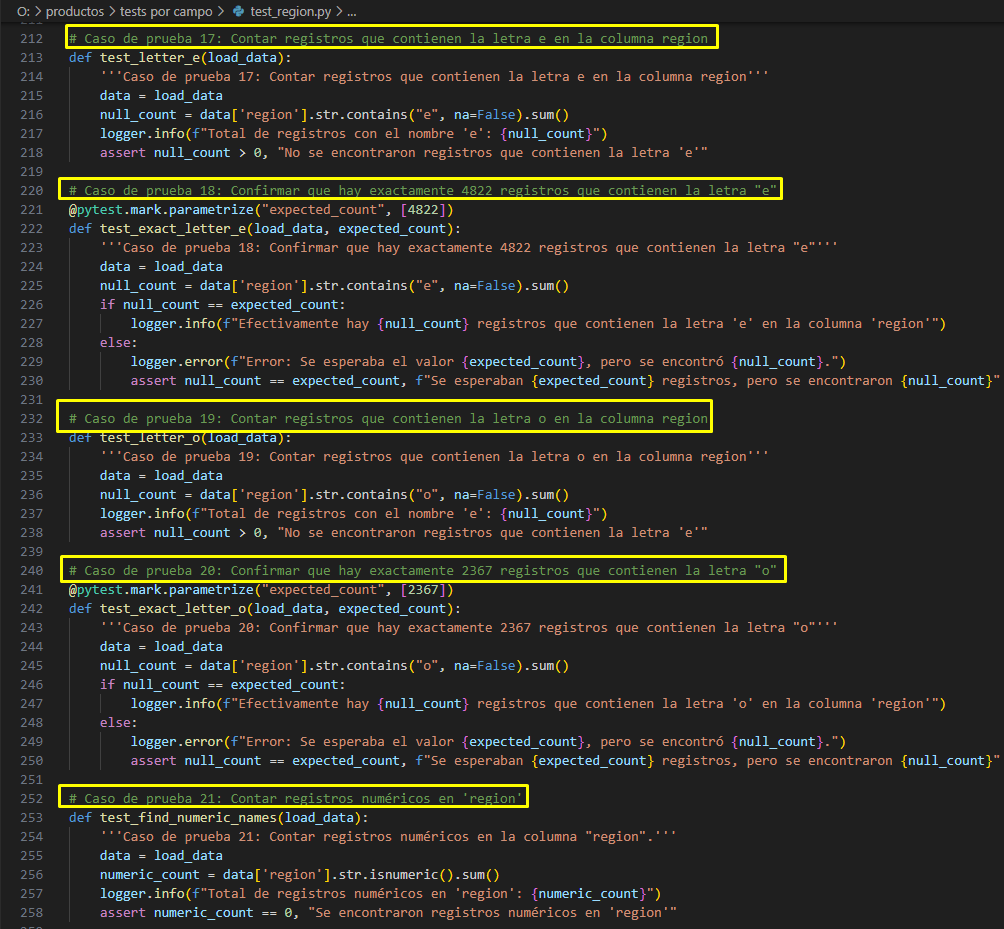 O: > productos > tests por campo > test_region.py > ...
212 # Caso de prueba 17: Contar registros que contienen la letra e en la columna region
213 def test_letter_e(load_data):
214     '''Caso de prueba 17: Contar registros que contienen la letra e en la columna region'''
215     data = load_data
216     null_count = data['region'].str.contains("e", na=False).sum()
217     logger.info(f"Total de registros con el nombre 'e': {null_count}")
218     assert null_count > 0, "No se encontraron registros que contienen la letra 'e'"
219
220 # Caso de prueba 18: Confirmar que hay exactamente 4822 registros que contienen la letra "e"
221 @pytest.mark.parametrize("expected_count", [4822])
222 def test_exact_letter_e(load_data, expected_count):
223     '''Caso de prueba 18: Confirmar que hay exactamente 4822 registros que contienen la letra "e"'''
224     data = load_data
225     null_count = data['region'].str.contains("e", na=False).sum()
226     if null_count == expected_count:
227         logger.info(f"Efectivamente hay {null_count} registros que contienen la letra 'e' en la columna 'region'")
228     else:
229         logger.error(f"Error: Se esperaba el valor {expected_count}, pero se encontró {null_count}.")
230         assert null_count == expected_count, f"Se esperaban {expected_count} registros, pero se encontraron {null_count}"
231
232 # Caso de prueba 19: Contar registros que contienen la letra o en la columna region
233 def test_letter_o(load_data):
234     '''Caso de prueba 19: Contar registros que contienen la letra o en la columna region'''
235     data = load_data
236     null_count = data['region'].str.contains("o", na=False).sum()
237     logger.info(f"Total de registros con el nombre 'e': {null_count}")
238     assert null_count > 0, "No se encontraron registros que contienen la letra 'e'"
239
240 # Caso de prueba 20: Confirmar que hay exactamente 2367 registros que contienen la letra "o"
241 @pytest.mark.parametrize("expected_count", [2367])
242 def test_exact_letter_o(load_data, expected_count):
243     '''Caso de prueba 20: Confirmar que hay exactamente 2367 registros que contienen la letra "o"'''
244     data = load_data
245     null_count = data['region'].str.contains("o", na=False).sum()
246     if null_count == expected_count:
247         logger.info(f"Efectivamente hay {null_count} registros que contienen la letra 'o' en la columna 'region'")
248     else:
249         logger.error(f"Error: Se esperaba el valor {expected_count}, pero se encontró {null_count}.")
250         assert null_count == expected_count, f"Se esperaban {expected_count} registros, pero se encontraron {null_count}"
251
252 # Caso de prueba 21: Contar registros numéricos en 'region'
253 def test_find_numeric_names(load_data):
254     '''Caso de prueba 21: Contar registros numéricos en la columna "region".'''
255     data = load_data
256     numeric_count = data['region'].str.isnumeric().sum()
257     logger.info(f"Total de registros numéricos en 'region': {numeric_count}")
258     assert numeric_count == 0, "Se encontraron registros numéricos en 'region'"